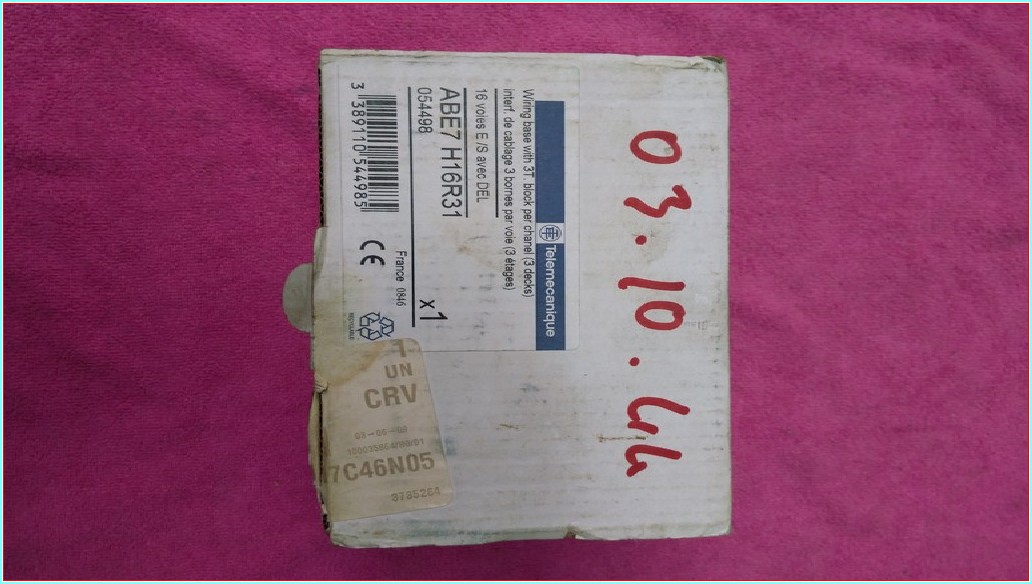 Telemecanique
Wiring base with 3T. block per chanel (3 decks)
interf. de cablage 3 bornes par voie (3 étages)
16 voies E /S avec DEL
ABE7 H16R31
x1
054498
France 0846
3 389110 544985
CE
RECYCLABLE
03.10.44
UN
CRV
7C46N05